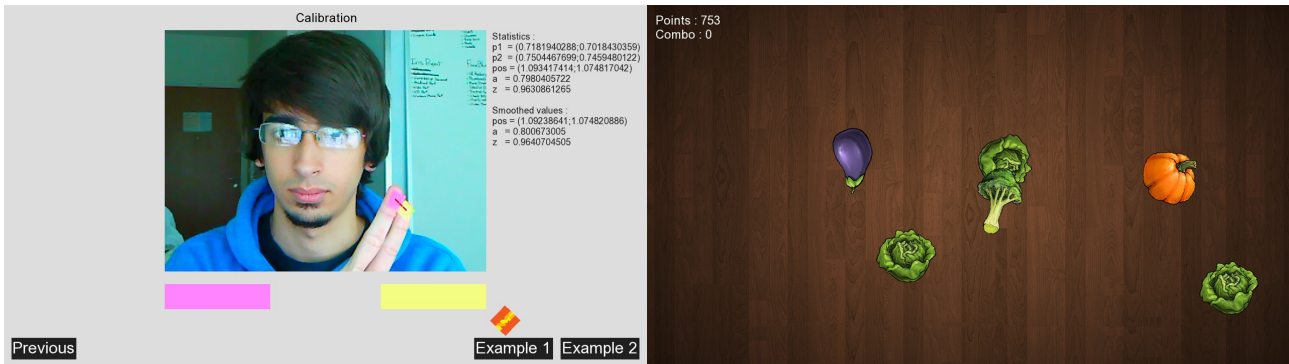 Calibration
Statistics :
p1 = (0.7181940288;0.7018430359)
p2 = (0.7504467699;0.7459480122)
pos = (1.093417414;1.074817042)
a = 0.7980405722
z = 0.9630861265
Smoothed values :
pos = (1.09238641;1.074820886)
a = 0.800673005
z = 0.9640704505
Previous
Example 1
Example 2
Points : 753
Combo : 0